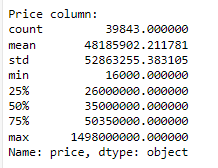 Price column:
count 39843.000000
mean 48185902.211781
std 52863255.383105
min 16000.000000
25% 26000000.000000
50% 35000000.000000
75% 50350000.000000
max 1498000000.000000
Name: price, dtype: object